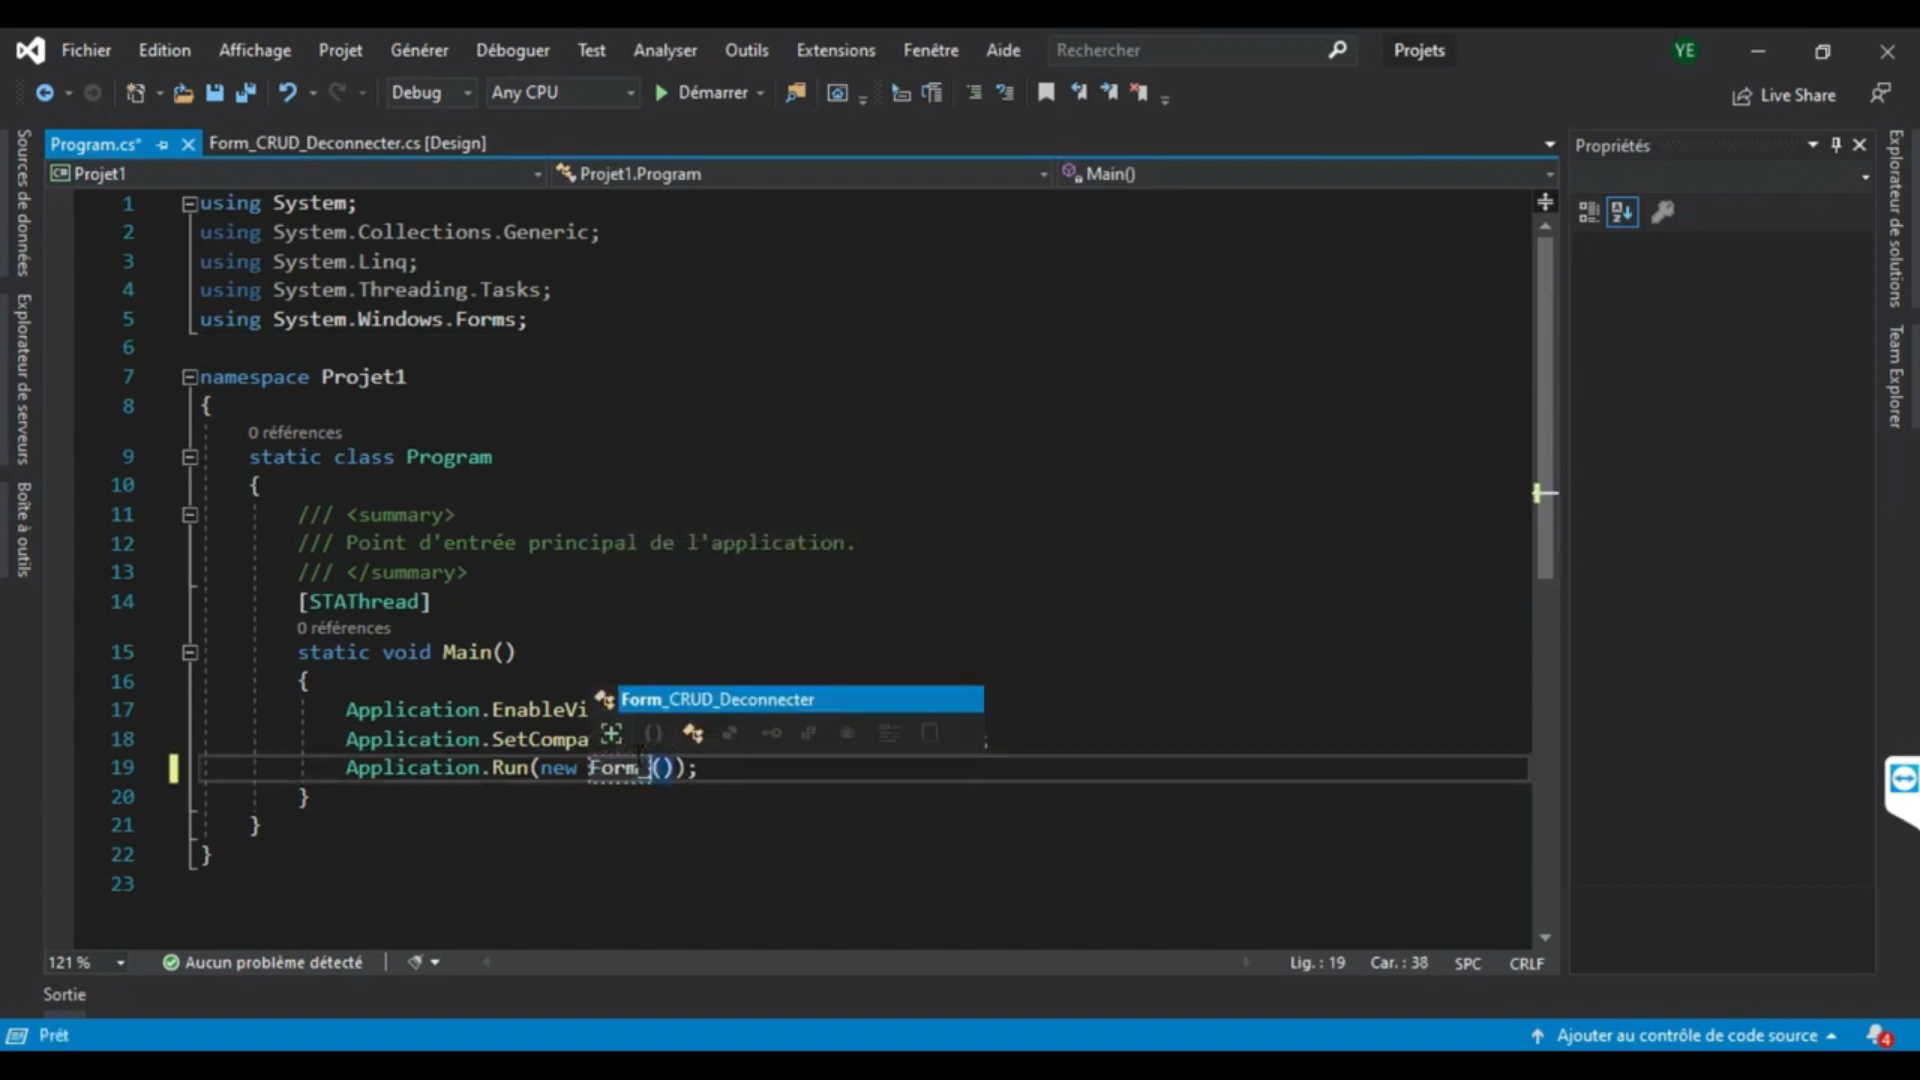 Fichier Edition Affichage Projet Générer Déboguer Test Analyser Outils Extensions Fenêtre Aide Rechercher Projets YE
Debug Any CPU Démarrer Live Share
Program.cs* Form_CRUD_Deconnecter.cs [Design] Propriétés
C# Projet1 Projet1.Program Main()
Sources de données
Explorateur de serveurs
Boîte à outils
Explorateur de solutions
Team Explorer
1 using System;
2 using System.Collections.Generic;
3 using System.Linq;
4 using System.Threading.Tasks;
5 using System.Windows.Forms;
6
7 namespace Projet1
8 {
0 références
9 static class Program
10 {
11 /// <summary>
12 /// Point d'entrée principal de l'application.
13 /// </summary>
14 [STAThread]
0 références
15 static void Main()
16 {
Form_CRUD_Deconnecter
17 Application.EnableVi
18 Application.SetCompa ;
19 Application.Run(new Form_());
20 }
21 }
22 }
23
121 % Aucun problème détecté Lig. : 19 Car. : 38 SPC CRLF
Sortie
Prêt Ajouter au contrôle de code source 4